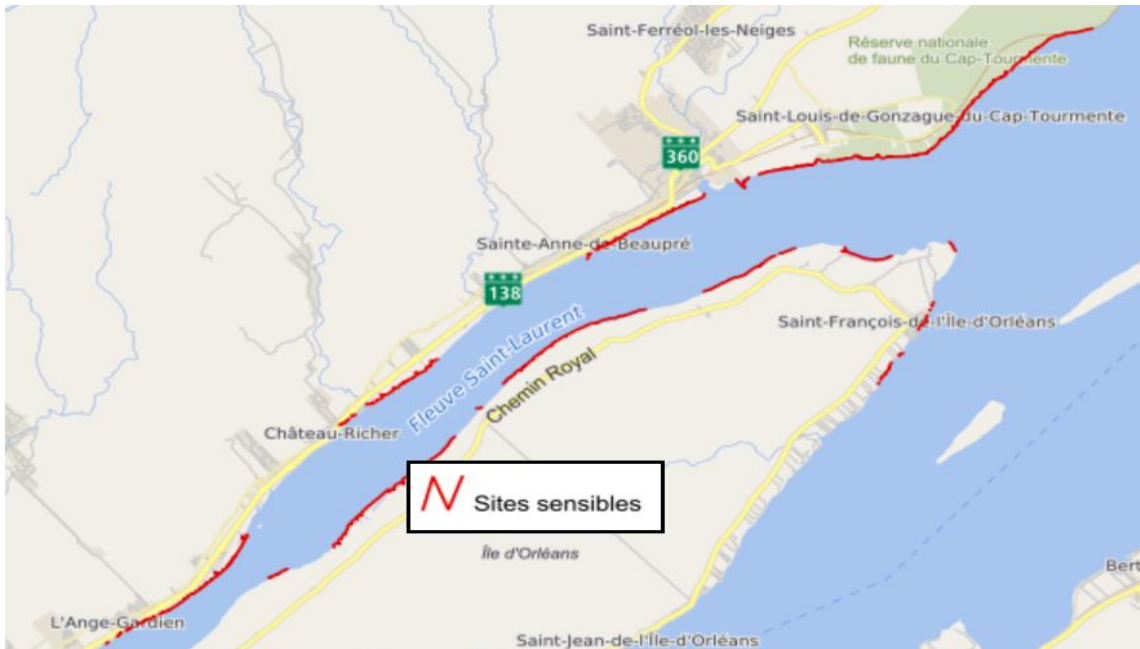 Saint-Ferréol-les-Neiges
Réserve nationale
de faune du Cap-Tourmente
Saint-Louis-de-Gonzague-du-Cap-Tourmente
360
Sainte-Anne-de-Beaupré
138
Fleuve Saint-Laurent
Saint-François-de-l'Île-d'Orléans
Chemin Royal
Château-Richer
Sites sensibles
Île d'Orléans
Bert
L'Ange-Gardien
Saint-Jean-de-l'Île-d'Orléans